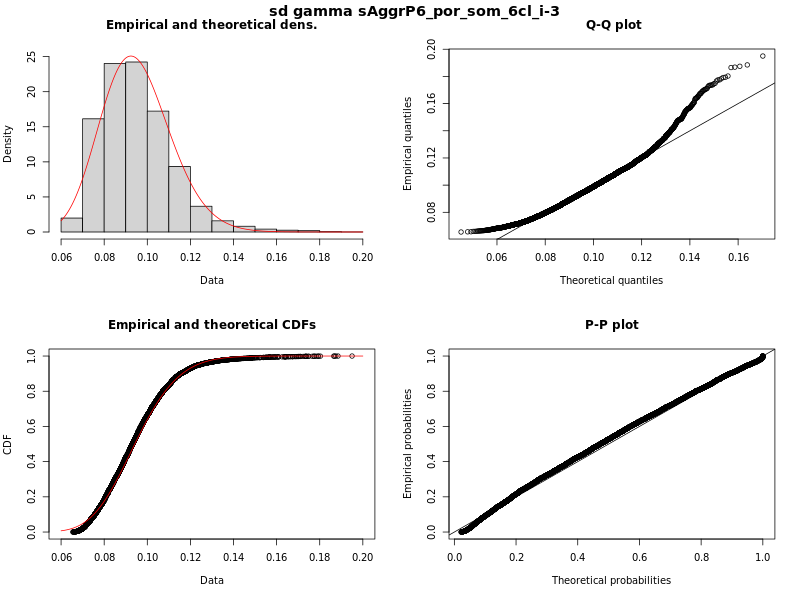 sd gamma sAggrP6_por_som_6cl_i-3
Empirical and theoretical dens.
Density
0 5 10 15 20 25
0.06 0.08 0.10 0.12 0.14 0.16 0.18 0.20
Data
Q-Q plot
Empirical quantiles
0.08 0.12 0.16 0.20
0.06 0.08 0.10 0.12 0.14 0.16
Theoretical quantiles
Empirical and theoretical CDFs
CDF
0.0 0.2 0.4 0.6 0.8 1.0
0.06 0.08 0.10 0.12 0.14 0.16 0.18 0.20
Data
P-P plot
Empirical probabilities
0.0 0.2 0.4 0.6 0.8 1.0
0.0 0.2 0.4 0.6 0.8 1.0
Theoretical probabilities